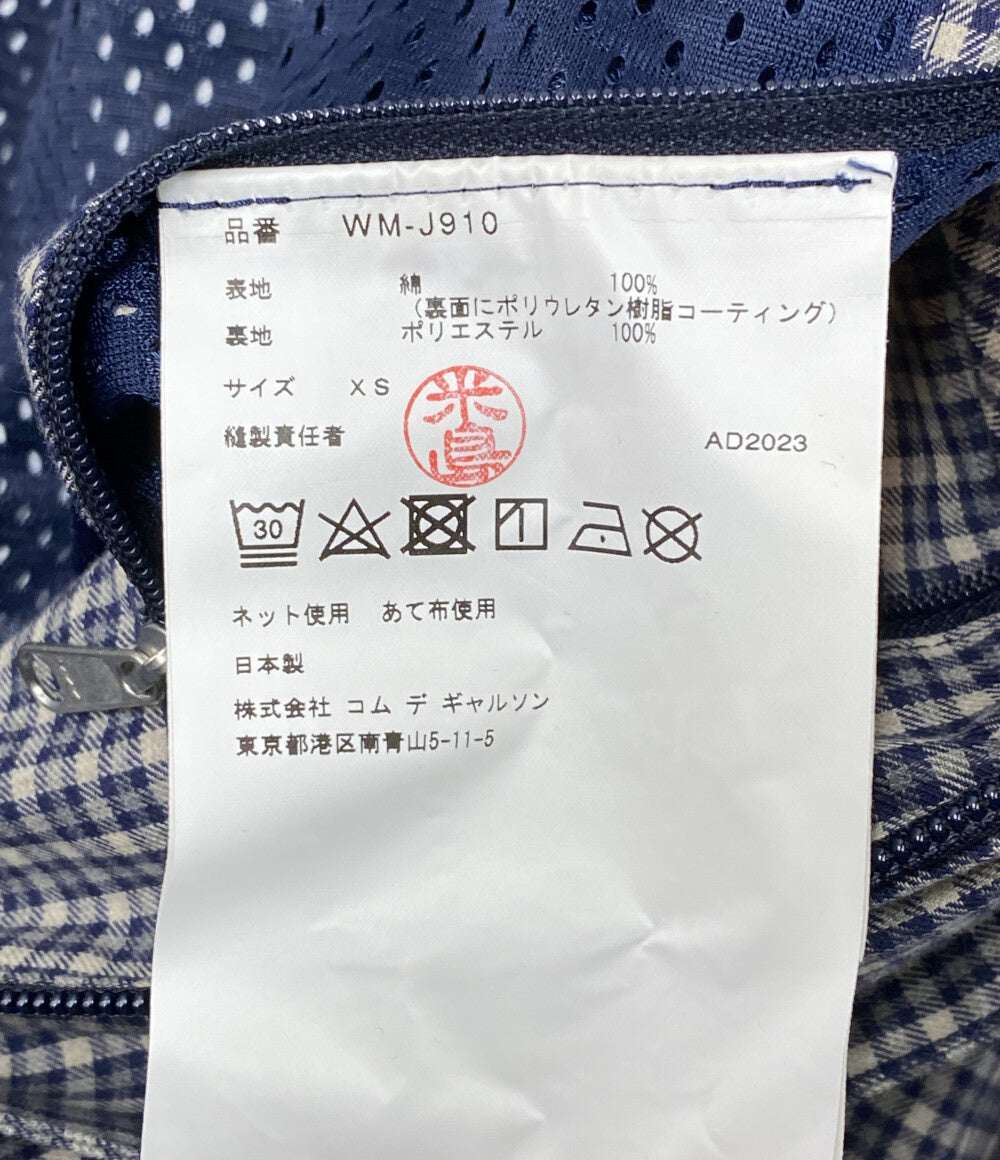 品番 WM-J910
表地 綿 100%
(裏面にポリウレタン樹脂コーティング)
裏地 ポリエステル 100%
サイズ XS
縫製責任者
AD2023
30
ネット使用 あて布使用
日本製
株式会社 コム デ ギャルソン
東京都港区南青山5-11-5